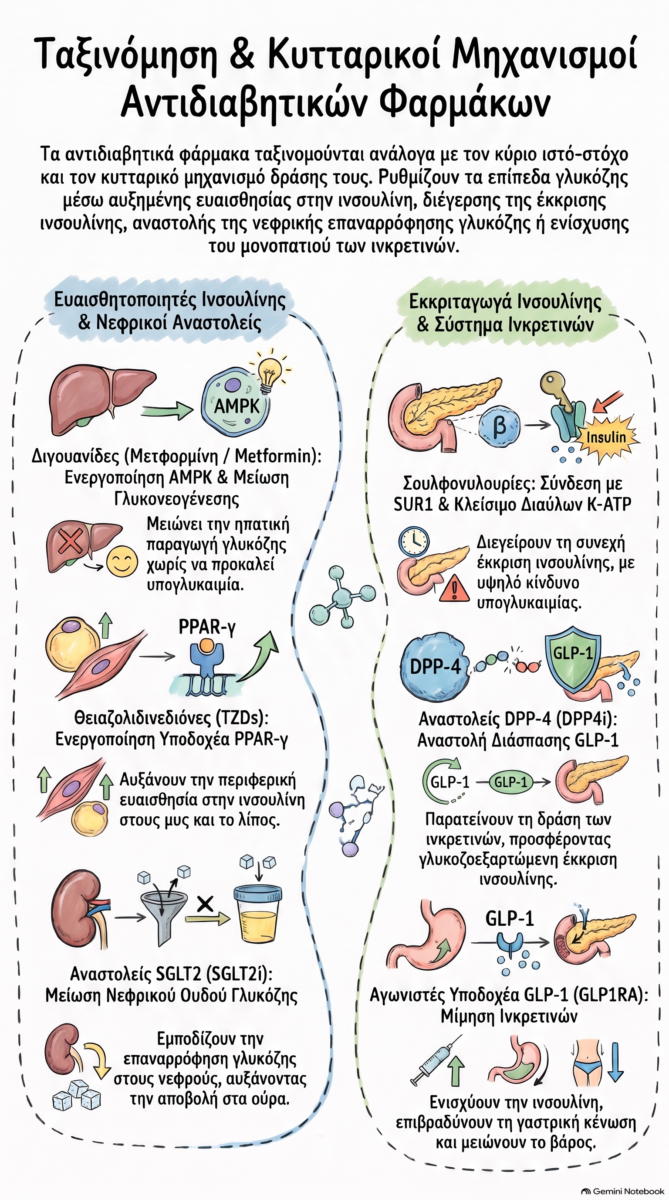 Ταξινόμηση & Κυτταρικοί Μηχανισμοί
Αντιδιαβητικών Φαρμάκων
Τα αντιδιαβητικά φάρμακα ταξινομούνται ανάλογα με τον κύριο ιστό-στόχο
και τον κυτταρικό μηχανισμό δράσης τους. Ρυθμίζουν τα επίπεδα γλυκόζης
μέσω αυξημένης ευαισθησίας στην ινσουλίνη, διέγερσης της έκκρισης
ινσουλίνης, αναστολής της νεφρικής επαναρρόφησης γλυκόζης ή ενίσχυσης
του μονοπατιού των ινκρετινών.
Ευαισθητοποιητές Ινσουλίνης
& Νεφρικοί Αναστολείς
AMPK
Διγουανίδες (Μετφορμίνη / Metformin):
Ενεργοποίηση AMPK & Μείωση
Γλυκονεογένεσης
Μειώνει την ηπατική
παραγωγή γλυκόζης
χωρίς να προκαλεί
υπογλυκαιμία.
PPAR-γ
Θειαζολιδινεδιόνες (TZDs):
Ενεργοποίηση Υποδοχέα PPAR-γ
Αυξάνουν την περιφερική
ευαισθησία στην ινσουλίνη
στους μυς και το λίπος.
Αναστολείς SGLT2 (SGLT2i):
Μείωση Νεφρικού Ουδού Γλυκόζης
Εμποδίζουν την
επαναρρόφηση γλυκόζης
στους νεφρούς, αυξάνοντας
την αποβολή στα ούρα.
Εκκριταγωγά Ινσουλίνης
& Σύστημα Ινκρετινών
β
Insulin
Σουλφονυλουρίες: Σύνδεση με
SUR1 & Κλείσιμο Διαύλων K-ATP
Διεγείρουν τη συνεχή
έκκριση ινσουλίνης, με
υψηλό κίνδυνο
υπογλυκαιμίας.
DPP-4
GLP-1
Αναστολείς DPP-4 (DPP4i):
Αναστολή Διάσπασης GLP-1
GLP-1
GLP-1
Παρατείνουν τη δράση των
ινκρετινών, προσφέροντας
γλυκοζοεξαρτώμενη έκκριση
ινσουλίνης.
GLP-1
Αγωνιστές Υποδοχέα GLP-1 (GLP1RA):
Μίμηση Ινκρετινών
Ενισχύουν την ινσουλίνη,
επιβραδύνουν τη γαστρική κένωση
και μειώνουν το βάρος.
Gemini Notebook